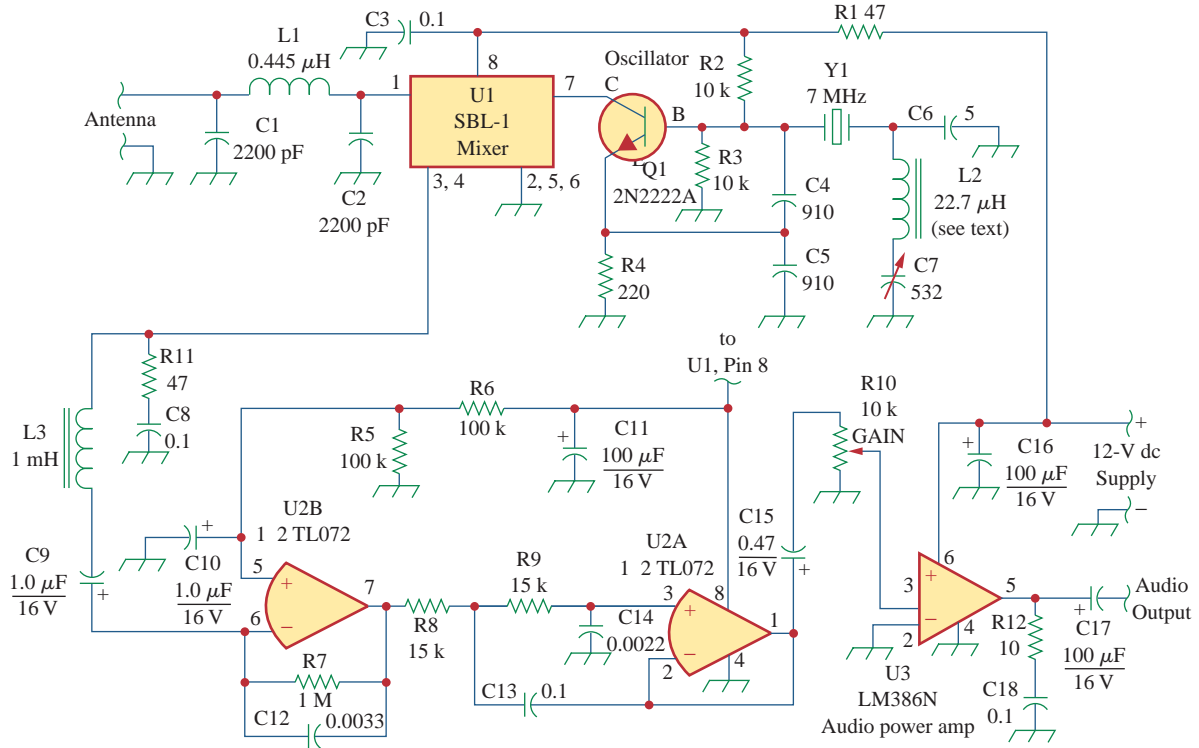 C3
0.1
R1 47
L1
0.445 μH
8
Oscillator
R2
10 k
Y1
7 MHz
C6
5
1
U1
SBL-1
Mixer
7
C
B
E
Antenna
C1
2200 pF
C2
2200 pF
3, 4
2, 5, 6
Q1
2N2222A
R3
10 k
C4
910
L2
22.7 μH
(see text)
R4
220
C5
910
C7
532
to
U1, Pin 8
R11
47
C8
0.1
L3
1 mH
R6
100 k
R5
100 k
+
C11
100 μF
16 V
R10
10 k
GAIN
+
C16
100 μF
16 V
+
12-V dc
Supply
−
U2B
1 2 TL072
C9
1.0 μF
16 V
+
+
C10
1.0 μF
16 V
5
+
6
−
7
R8
15 k
R9
15 k
U2A
1 2 TL072
C14
0.0022
3
+
2
−
8
1
4
C15
0.47
16 V
+
R7
1 M
C12
0.0033
C13
0.1
3
+
2
−
6
5
4
U3
LM386N
Audio power amp
R12
10
C18
0.1
+
C17
100 μF
16 V
Audio
Output